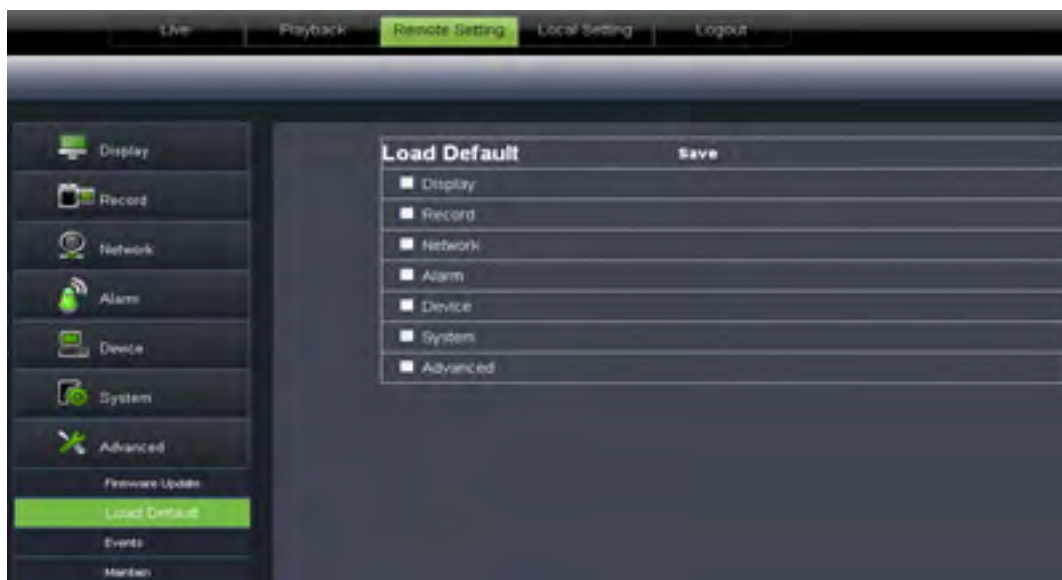 Live Playback Remote Setting Local Setting Logout
Display
Record
Network
Alarm
Device
System
Advanced
Firmware Update
Load Default
Events
Maintain
Load Default Save
Display
Record
Network
Alarm
Device
System
Advanced